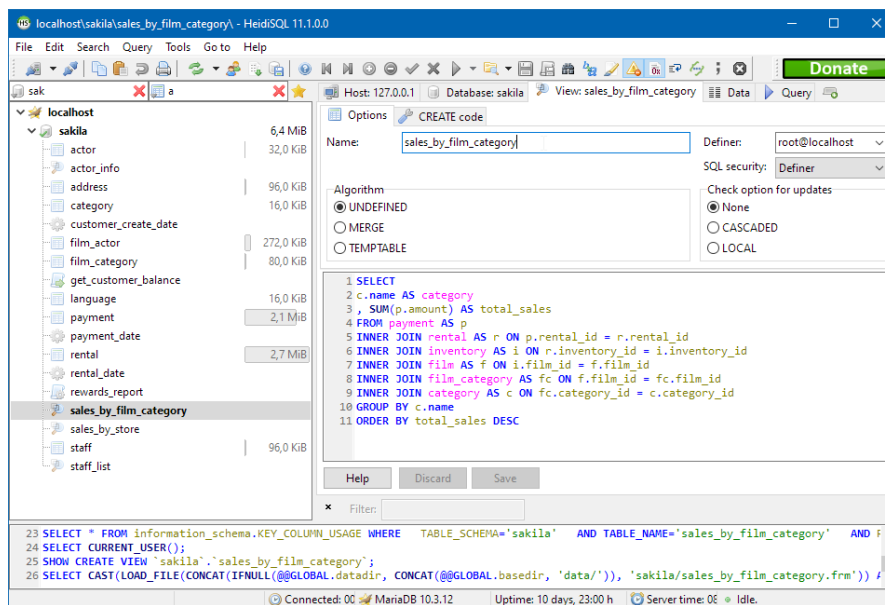 localhost\sakila\sales_by_film_category\ - HeidiSQL 11.1.0.0
File Edit Search Query Tools Go to Help
Donate
sak
a
Host: 127.0.0.1
Database: sakila
View: sales_by_film_category
Data
Query
localhost
sakila 6,4 MiB
actor 32,0 KiB
actor_info
address 96,0 KiB
category 16,0 KiB
customer_create_date
film_actor 272,0 KiB
film_category 80,0 KiB
get_customer_balance
language 16,0 KiB
payment 2,1 MiB
payment_date
rental 2,7 MiB
rental_date
rewards_report
sales_by_film_category
sales_by_store
staff 96,0 KiB
staff_list
Options
CREATE code
Name: sales_by_film_category
Definer: root@localhost
SQL security: Definer
Algorithm
UNDEFINED
MERGE
TEMPTABLE
Check option for updates
None
CASCADED
LOCAL
1 SELECT
2 c.name AS category
3 , SUM(p.amount) AS total_sales
4 FROM payment AS p
5 INNER JOIN rental AS r ON p.rental_id = r.rental_id
6 INNER JOIN inventory AS i ON r.inventory_id = i.inventory_id
7 INNER JOIN film AS f ON i.film_id = f.film_id
8 INNER JOIN film_category AS fc ON f.film_id = fc.film_id
9 INNER JOIN category AS c ON fc.category_id = c.category_id
10 GROUP BY c.name
11 ORDER BY total_sales DESC
Help
Discard
Save
Filter:
23 SELECT * FROM information_schema.KEY_COLUMN_USAGE WHERE TABLE_SCHEMA='sakila' AND TABLE_NAME='sales_by_film_category' AND
24 SELECT CURRENT_USER();
25 SHOW CREATE VIEW `sakila`.`sales_by_film_category`;
26 SELECT CAST(LOAD_FILE(CONCAT(IFNULL(@@GLOBAL.datadir, CONCAT(@@GLOBAL.basedir, 'data/')), 'sakila/sales_by_film_category.frm'))
Connected: 00
MariaDB 10.3.12
Uptime: 10 days, 23:00 h
Server time: 08
Idle.